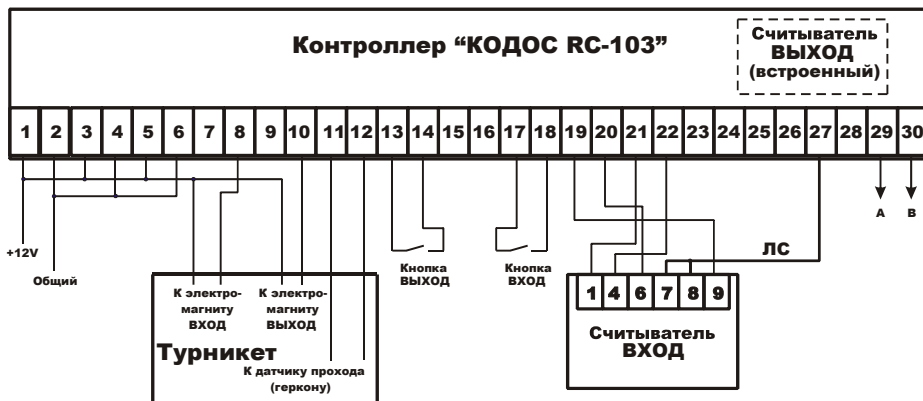 Контроллер “КОДОС RC-103”
Считыватель
ВЫХОД
(встроенный)
1 2 3 4 5 6 7 8 9 10 11 12 13 14 15 16 17 18 19 20 21 22 23 24 25 26 27 28 29 30
+12V
Общий
A B
Кнопка
ВЫХОД
Кнопка
ВХОД
ЛС
К электро-
магниту
ВХОД
К электро-
магниту
ВЫХОД
Турникет
К датчику прохода
(геркону)
1 4 6 7 8 9
Считыватель
ВХОД